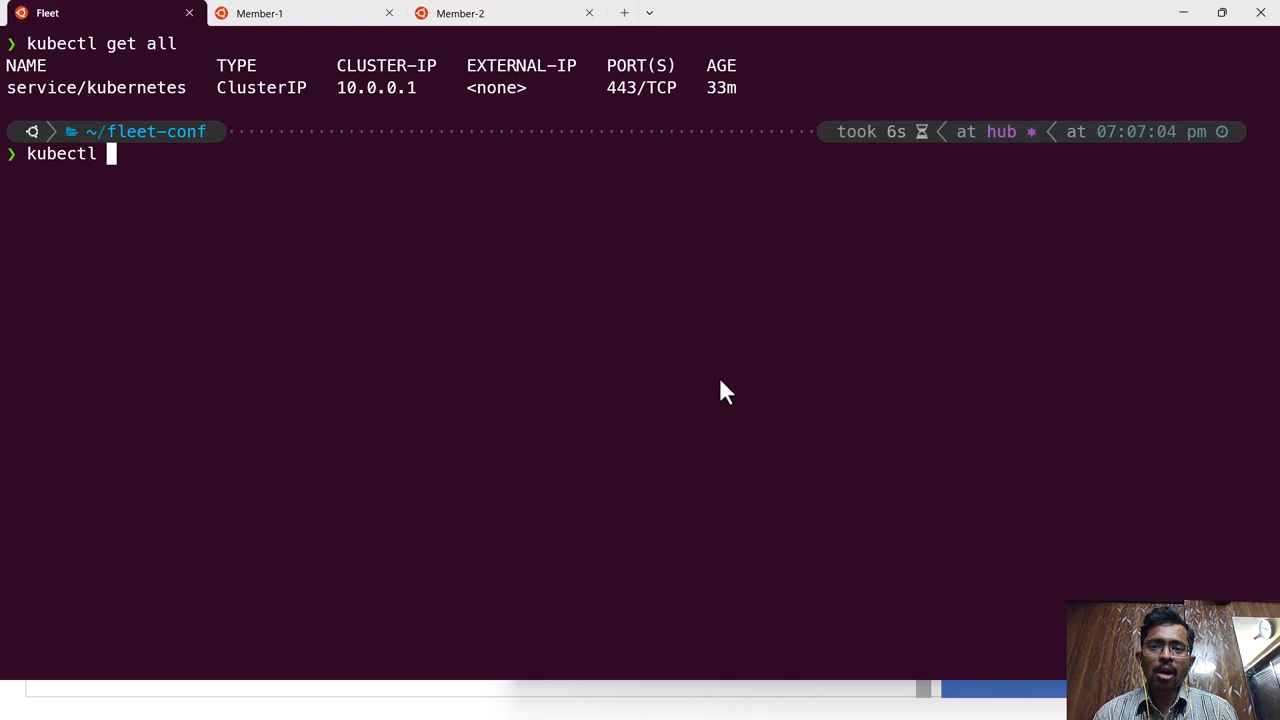 Fleet
Member-1
Member-2
❯ kubectl get all
NAME TYPE CLUSTER-IP EXTERNAL-IP PORT(S) AGE
service/kubernetes ClusterIP 10.0.0.1 <none> 443/TCP 33m
~/fleet-conf took 6s at hub at 07:07:04 pm
❯ kubectl